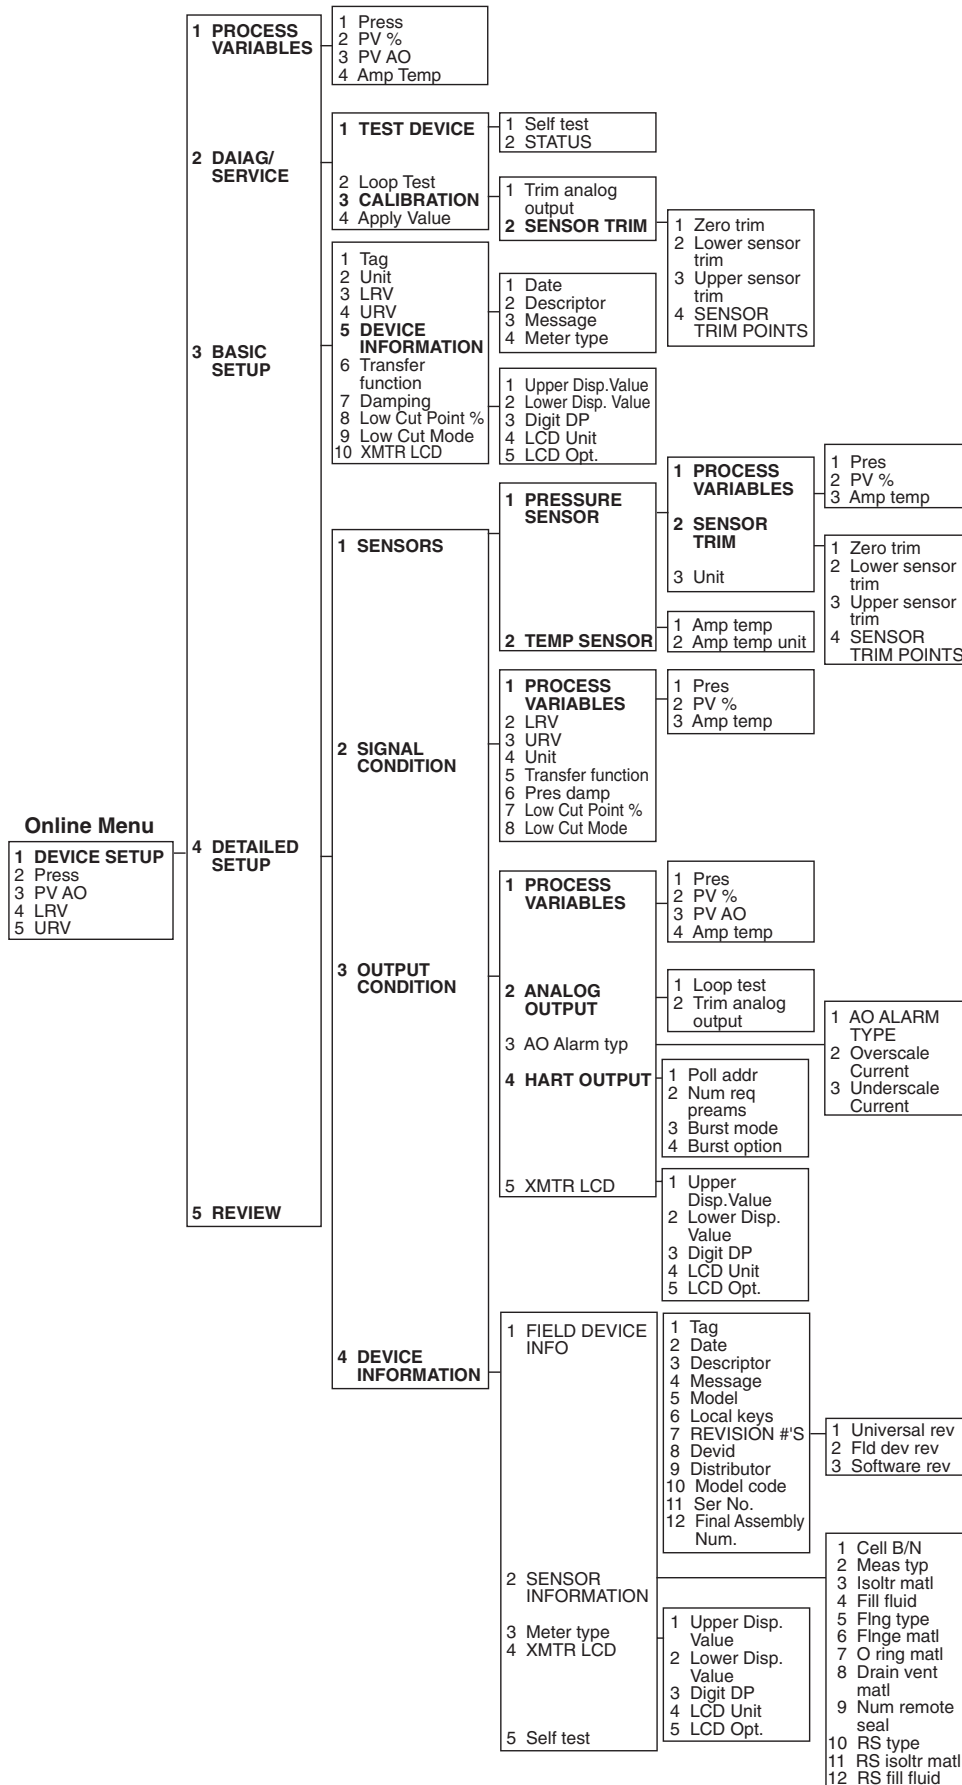 Online Menu
1 DEVICE SETUP
2 Press
3 PV AO
4 LRV
5 URV
1 PROCESS
VARIABLES
2 DAIAG/
SERVICE
3 BASIC
SETUP
4 DETAILED
SETUP
5 REVIEW
1 Press
2 PV %
3 PV AO
4 Amp Temp
1 TEST DEVICE
2 Loop Test
3 CALIBRATION
4 Apply Value
1 Self test
2 STATUS
1 Trim analog
output
2 SENSOR TRIM
1 Zero trim
2 Lower sensor
trim
3 Upper sensor
trim
4 SENSOR
TRIM POINTS
1 Tag
2 Unit
3 LRV
4 URV
5 DEVICE
INFORMATION
6 Transfer
function
7 Damping
8 Low Cut Point %
9 Low Cut Mode
10 XMTR LCD
1 Date
2 Descriptor
3 Message
4 Meter type
1 Upper Disp.Value
2 Lower Disp. Value
3 Digit DP
4 LCD Unit
5 LCD Opt.
1 SENSORS
2 SIGNAL
CONDITION
3 OUTPUT
CONDITION
4 DEVICE
INFORMATION
1 PRESSURE
SENSOR
2 TEMP SENSOR
1 PROCESS
VARIABLES
2 SENSOR
TRIM
3 Unit
1 Pres
2 PV %
3 Amp temp
1 Zero trim
2 Lower sensor
trim
3 Upper sensor
trim
4 SENSOR
TRIM POINTS
1 Amp temp
2 Amp temp unit
1 PROCESS
VARIABLES
2 LRV
3 URV
4 Unit
5 Transfer function
6 Pres damp
7 Low Cut Point %
8 Low Cut Mode
1 Pres
2 PV %
3 Amp temp
1 PROCESS
VARIABLES
2 ANALOG
OUTPUT
3 AO Alarm typ
4 HART OUTPUT
5 XMTR LCD
1 Pres
2 PV %
3 PV AO
4 Amp temp
1 Loop test
2 Trim analog
output
1 AO ALARM
TYPE
2 Overscale
Current
3 Underscale
Current
1 Poll addr
2 Num req
preams
3 Burst mode
4 Burst option
1 Upper
Disp.Value
2 Lower Disp.
Value
3 Digit DP
4 LCD Unit
5 LCD Opt.
1 FIELD DEVICE
INFO
2 SENSOR
INFORMATION
3 Meter type
4 XMTR LCD
5 Self test
1 Tag
2 Date
3 Descriptor
4 Message
5 Model
6 Local keys
7 REVISION #'S
8 Devid
9 Distributor
10 Model code
11 Ser No.
12 Final Assembly
Num.
1 Universal rev
2 Fld dev rev
3 Software rev
1 Cell B/N
2 Meas typ
3 Isoltr matl
4 Fill fluid
5 Flng type
6 Flnge matl
7 O ring matl
8 Drain vent
matl
9 Num remote
seal
10 RS type
11 RS isoltr matl
12 RS fill fluid
1 Upper Disp.
Value
2 Lower Disp.
Value
3 Digit DP
4 LCD Unit
5 LCD Opt.